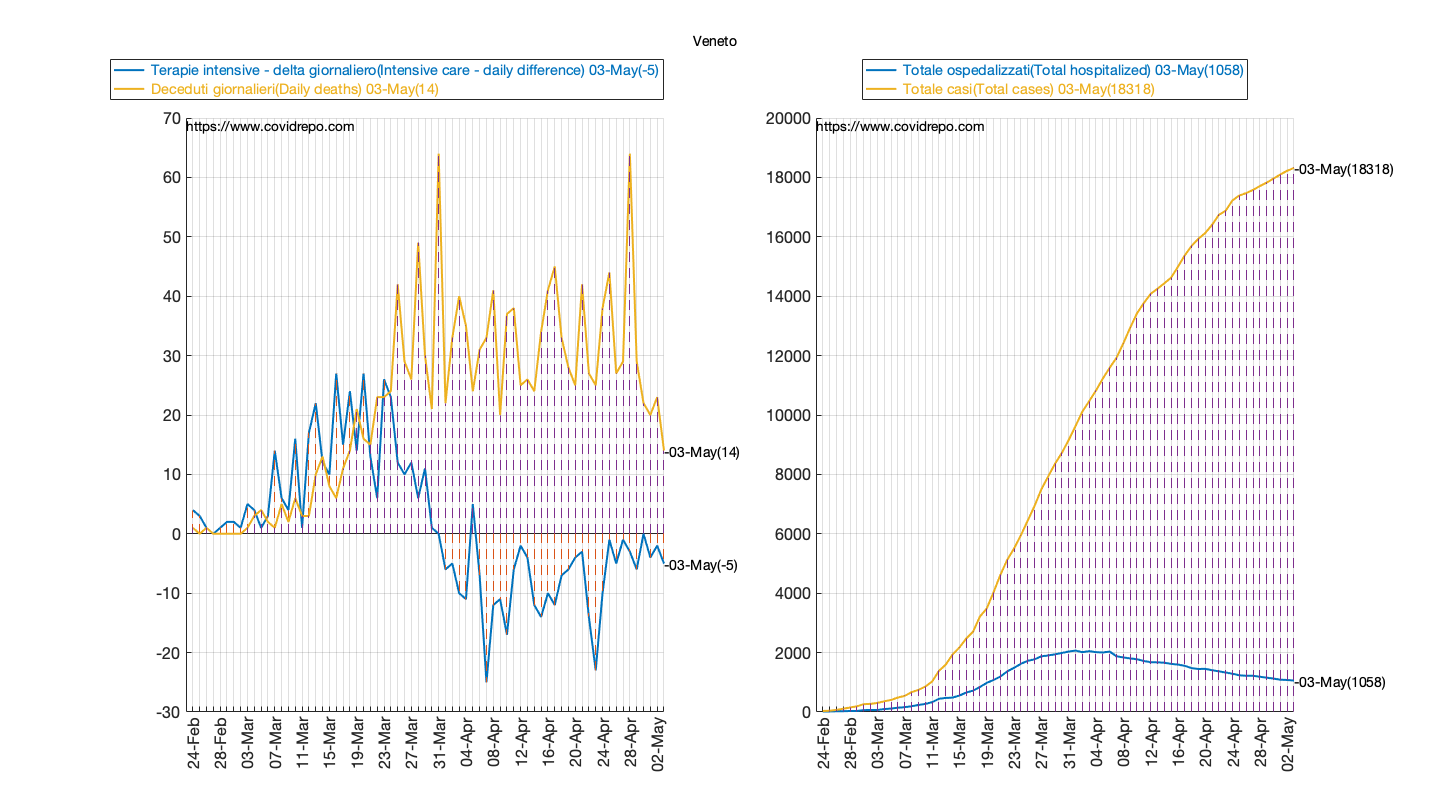 Veneto
Terapie intensive - delta giornaliero(Intensive care - daily difference) 03-May(-5)
Deceduti giornalieri(Daily deaths) 03-May(14)
70
https://www.covidrepo.com
60
50
40
30
20
10
0
-10
-20
-30
-03-May(14)
-03-May(-5)
24-Feb
28-Feb
03-Mar
07-Mar
11-Mar
15-Mar
19-Mar
23-Mar
27-Mar
31-Mar
04-Apr
08-Apr
12-Apr
16-Apr
20-Apr
24-Apr
28-Apr
02-May
Totale ospedalizzati(Total hospitalized) 03-May(1058)
Totale casi(Total cases) 03-May(18318)
20000
https://www.covidrepo.com
18000
16000
14000
12000
10000
8000
6000
4000
2000
0
-03-May(18318)
-03-May(1058)
24-Feb
28-Feb
03-Mar
07-Mar
11-Mar
15-Mar
19-Mar
23-Mar
27-Mar
31-Mar
04-Apr
08-Apr
12-Apr
16-Apr
20-Apr
24-Apr
28-Apr
02-May